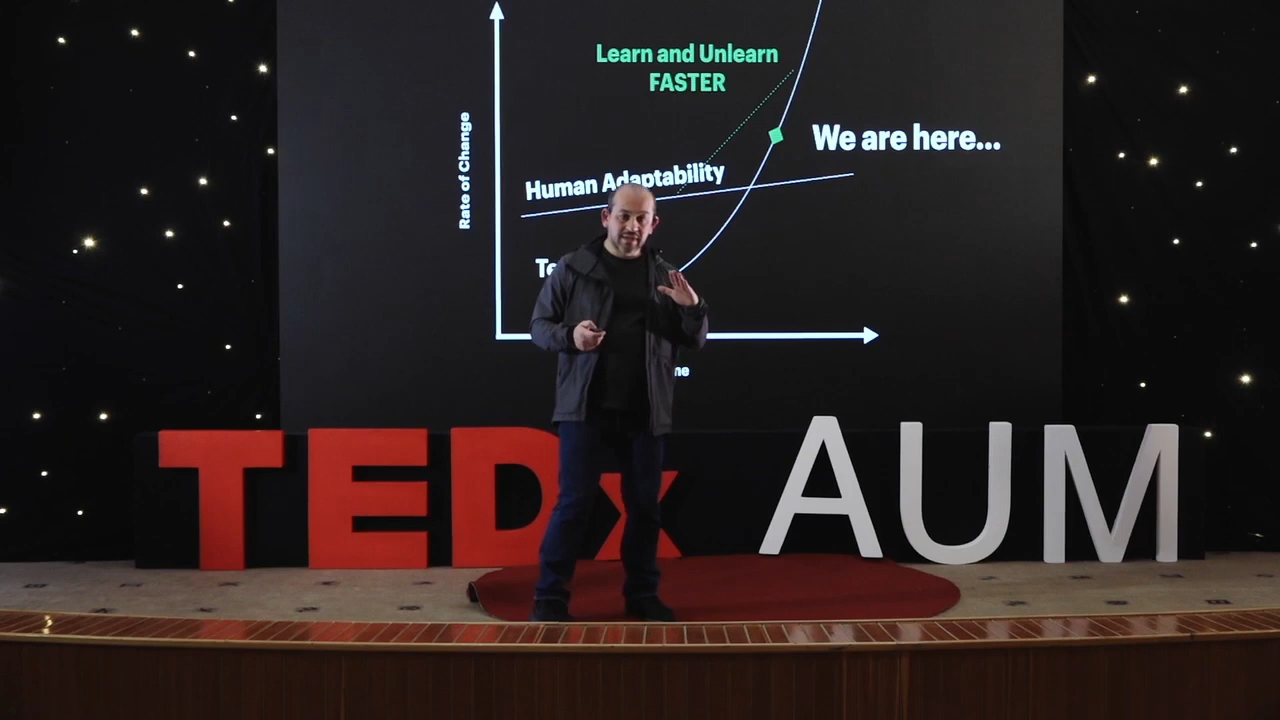 Learn and Unlearn
FASTER
We are here...
Rate of Change
Human Adaptability
TEDx AUM